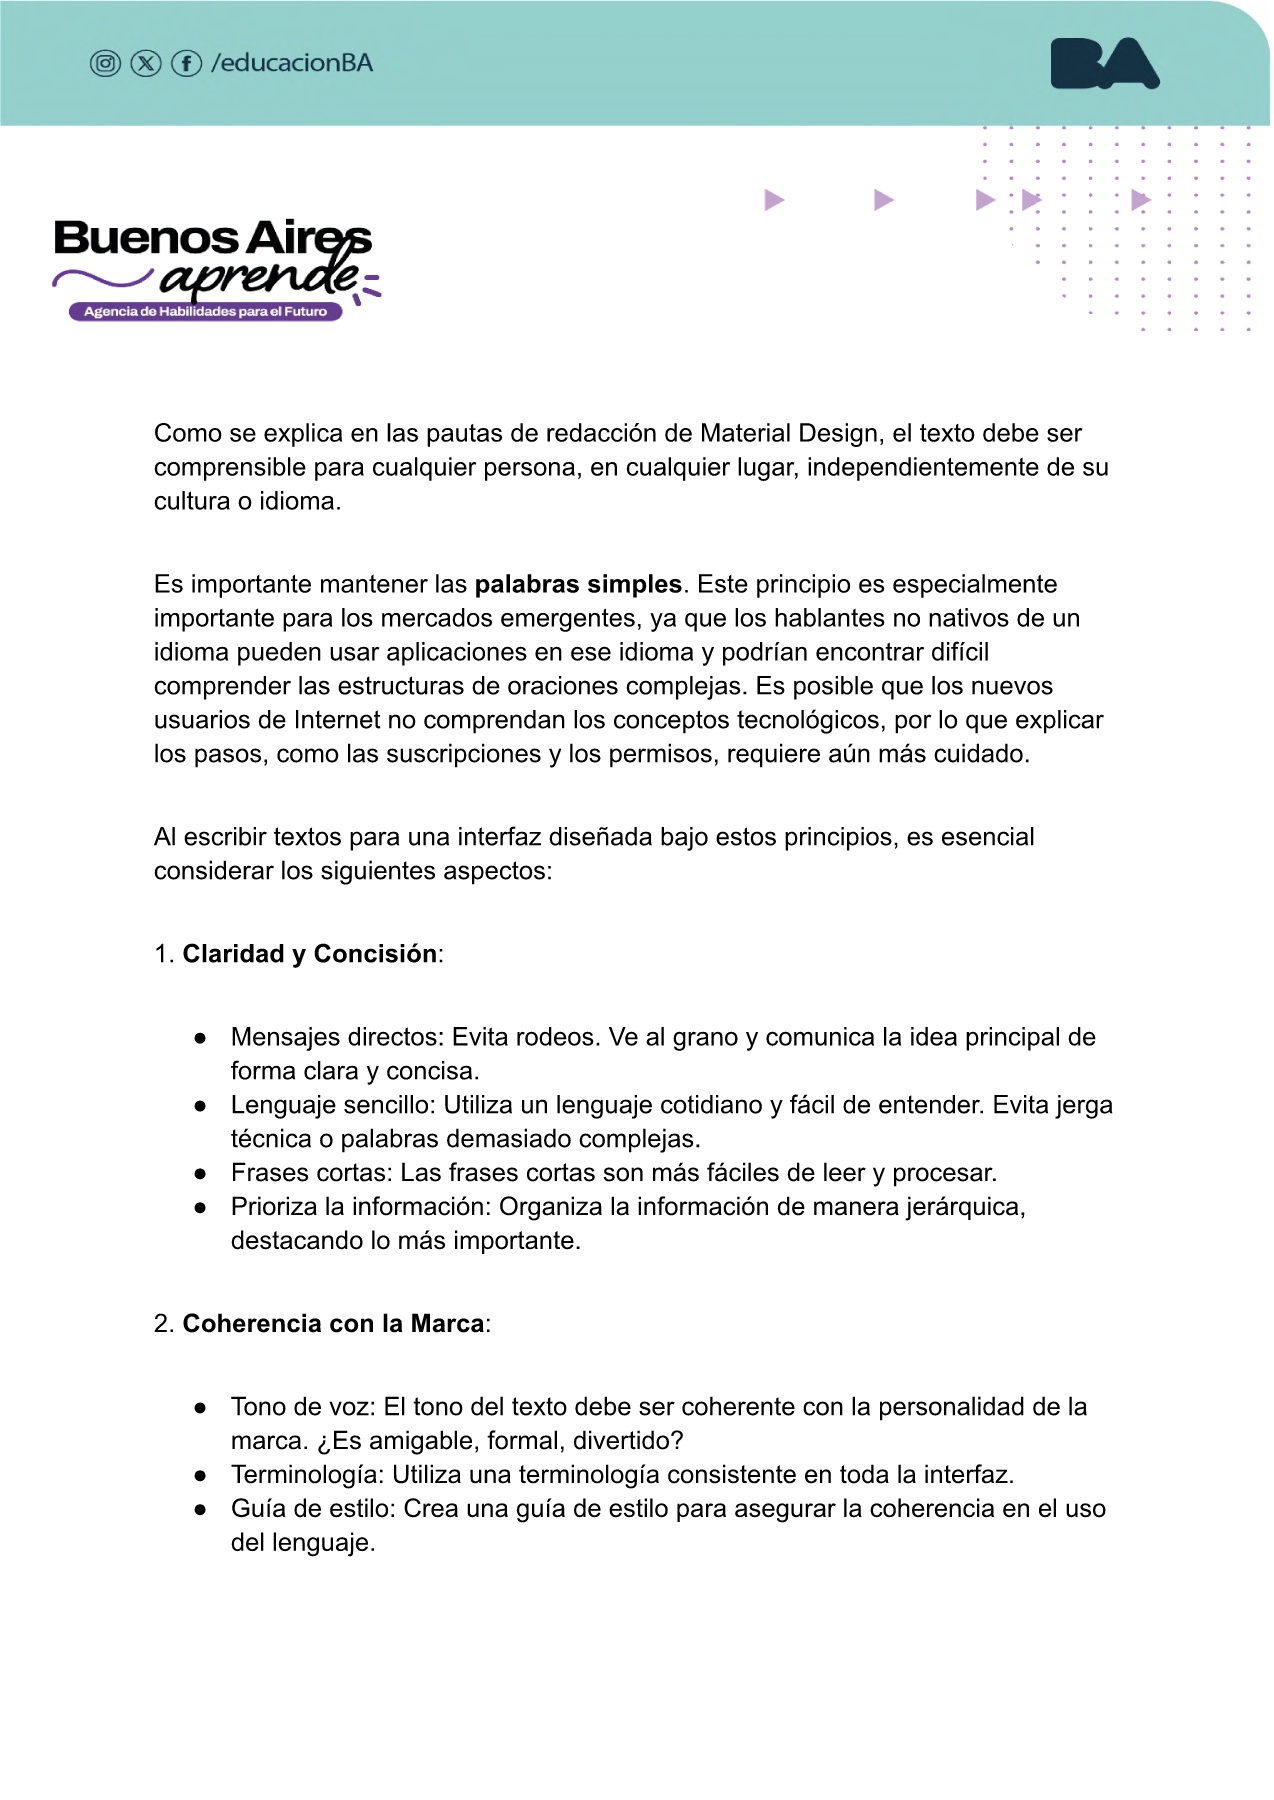 /educacionBA
BA
Buenos Aires
aprende
Agencia de Habilidades para el Futuro
Como se explica en las pautas de redacción de Material Design, el texto debe ser
comprensible para cualquier persona, en cualquier lugar, independientemente de su
cultura o idioma.
Es importante mantener las palabras simples. Este principio es especialmente
importante para los mercados emergentes, ya que los hablantes no nativos de un
idioma pueden usar aplicaciones en ese idioma y podrían encontrar difícil
comprender las estructuras de oraciones complejas. Es posible que los nuevos
usuarios de Internet no comprendan los conceptos tecnológicos, por lo que explicar
los pasos, como las suscripciones y los permisos, requiere aún más cuidado.
Al escribir textos para una interfaz diseñada bajo estos principios, es esencial
considerar los siguientes aspectos:
1. Claridad y Concisión:
● Mensajes directos: Evita rodeos. Ve al grano y comunica la idea principal de
forma clara y concisa.
● Lenguaje sencillo: Utiliza un lenguaje cotidiano y fácil de entender. Evita jerga
técnica o palabras demasiado complejas.
● Frases cortas: Las frases cortas son más fáciles de leer y procesar.
● Prioriza la información: Organiza la información de manera jerárquica,
destacando lo más importante.
2. Coherencia con la Marca:
● Tono de voz: El tono del texto debe ser coherente con la personalidad de la
marca. ¿Es amigable, formal, divertido?
● Terminología: Utiliza una terminología consistente en toda la interfaz.
● Guía de estilo: Crea una guía de estilo para asegurar la coherencia en el uso
del lenguaje.